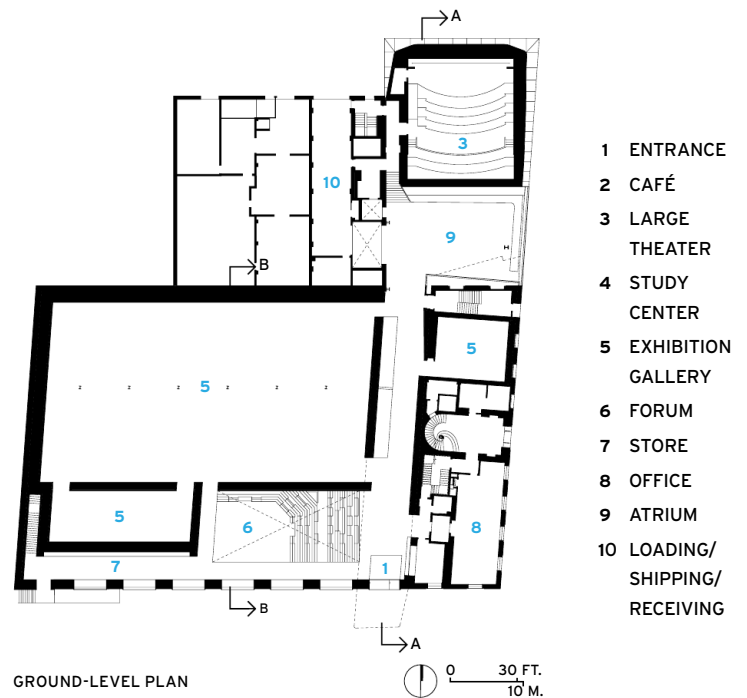 A
3
10
9
B
5
5
5
6
8
7
1
B
A
1 ENTRANCE
2 CAFÉ
3 LARGE
THEATER
4 STUDY
CENTER
5 EXHIBITION
GALLERY
6 FORUM
7 STORE
8 OFFICE
9 ATRIUM
10 LOADING/
SHIPPING/
RECEIVING
GROUND-LEVEL PLAN
0 30 FT.
10 M.